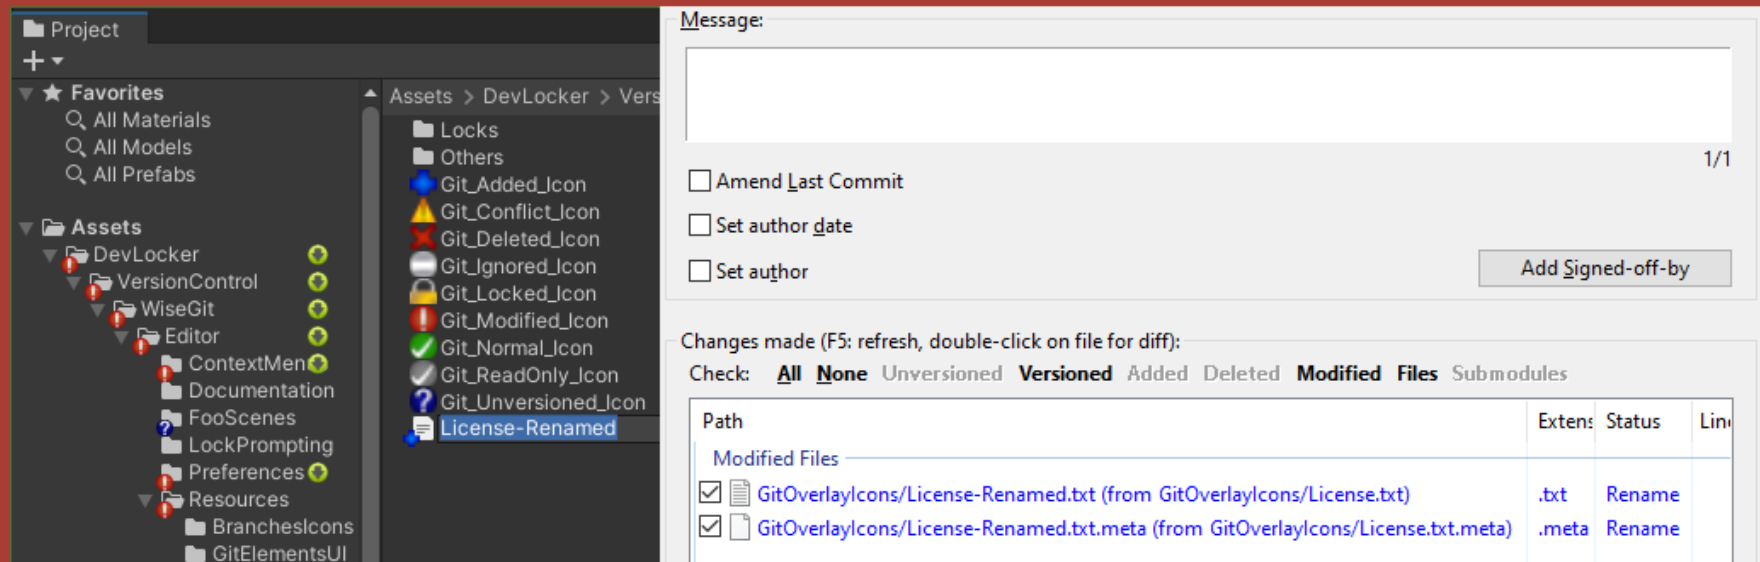 Project
Favorites
All Materials
All Models
All Prefabs
Assets
DevLocker
VersionControl
WiseGit
Editor
ContextMen
Documentation
FooScenes
LockPrompting
Preferences
Resources
BranchesIcons
GitElementsUI
Assets > DevLocker > Vers
Locks
Others
Git_Added_Icon
Git_Conflict_Icon
Git_Deleted_Icon
Git_Ignored_Icon
Git_Locked_Icon
Git_Modified_Icon
Git_Normal_Icon
Git_ReadOnly_Icon
Git_Unversioned_Icon
License-Renamed
Message:
1/1
Amend Last Commit
Set author date
Set author
Add Signed-off-by
Changes made (F5: refresh, double-click on file for diff):
Check: All None Unversioned Versioned Added Deleted Modified Files Submodules
Path Extens Status Line
Modified Files
GitOverlayIcons/License-Renamed.txt (from GitOverlayIcons/License.txt) .txt Rename
GitOverlayIcons/License-Renamed.txt.meta (from GitOverlayIcons/License.txt.meta) .meta Rename